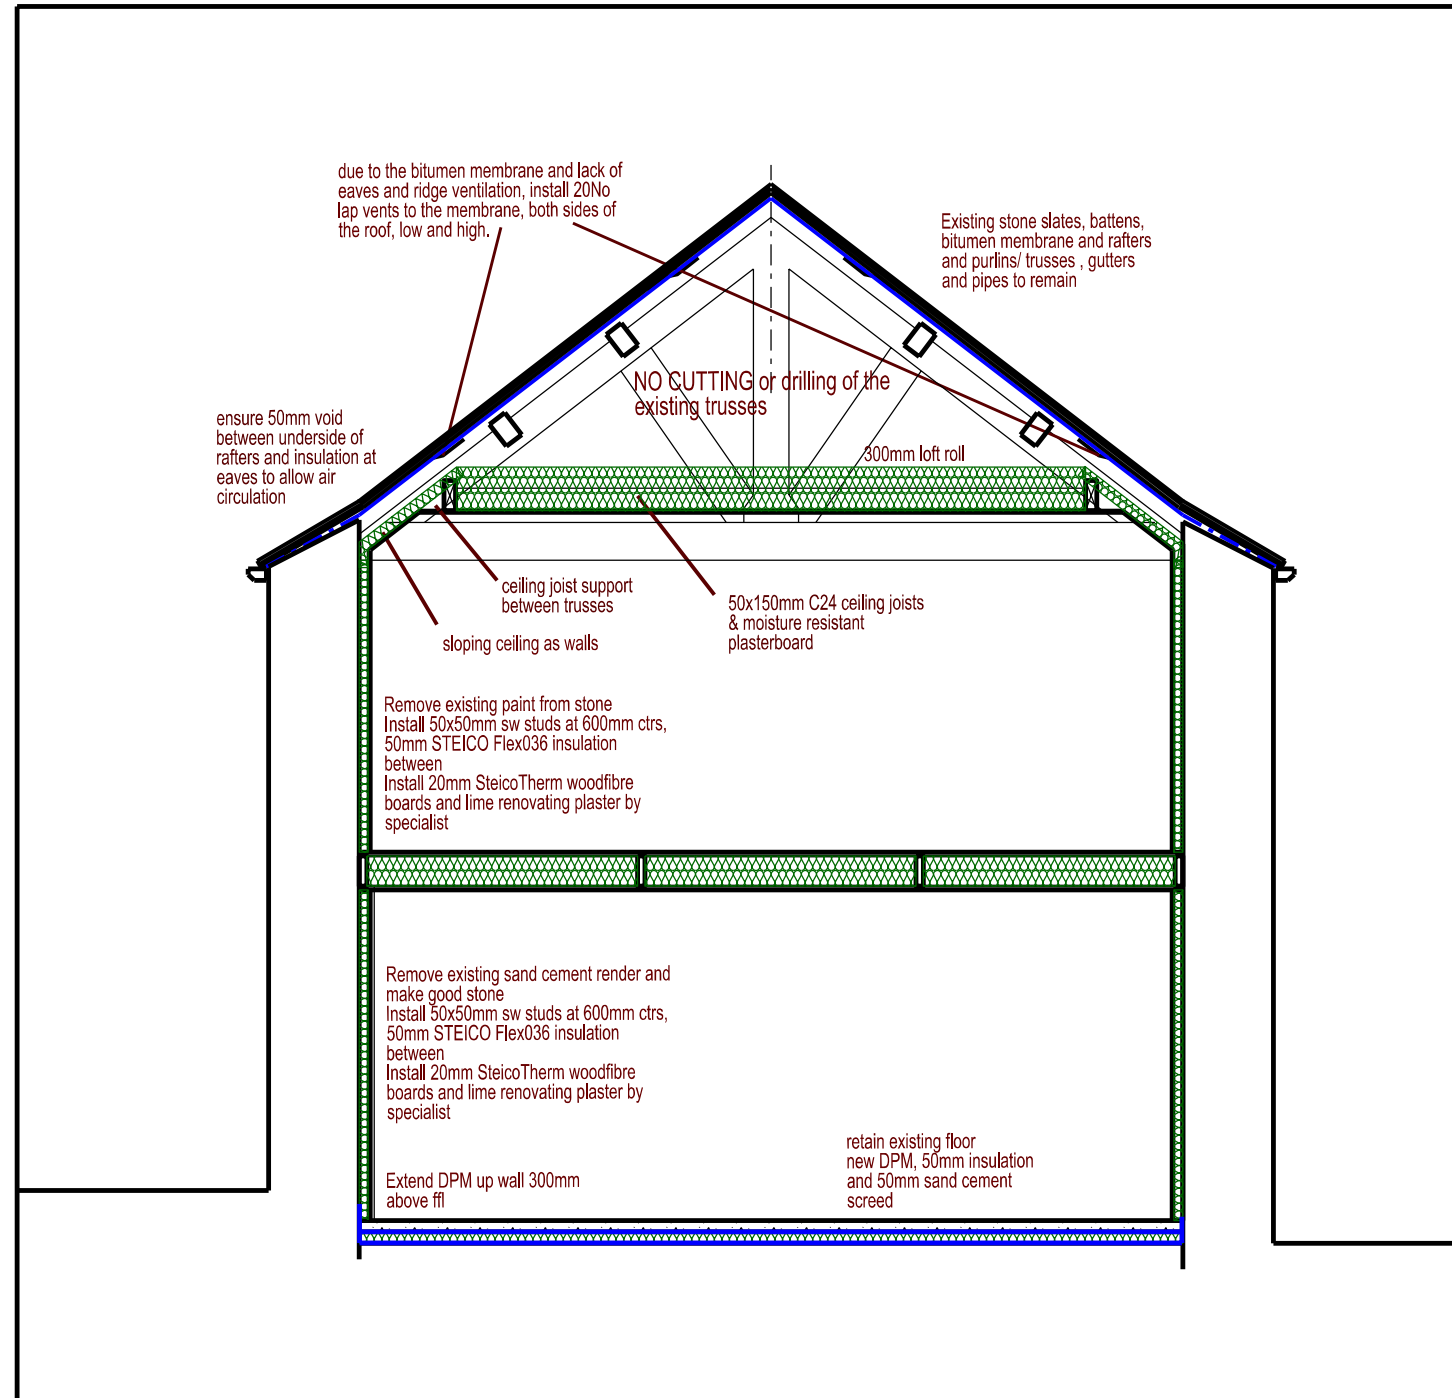 due to the bitumen membrane and lack of
eaves and ridge ventilation, install 20No
lap vents to the membrane, both sides of
the roof, low and high.
Existing stone slates, battens,
bitumen membrane and rafters
and purlins/ trusses , gutters
and pipes to remain
NO CUTTING or drilling of the
existing trusses
ensure 50mm void
between underside of
rafters and insulation at
eaves to allow air
circulation
300mm loft roll
ceiling joist support
between trusses
50x150mm C24 ceiling joists
& moisture resistant
plasterboard
sloping ceiling as walls
Remove existing paint from stone
Install 50x50mm sw studs at 600mm ctrs,
50mm STEICO Flex036 insulation
between
Install 20mm SteicoTherm woodfibre
boards and lime renovating plaster by
specialist
Remove existing sand cement render and
make good stone
Install 50x50mm sw studs at 600mm ctrs,
50mm STEICO Flex036 insulation
between
Install 20mm SteicoTherm woodfibre
boards and lime renovating plaster by
specialist
retain existing floor
new DPM, 50mm insulation
and 50mm sand cement
screed
Extend DPM up wall 300mm
above ffl